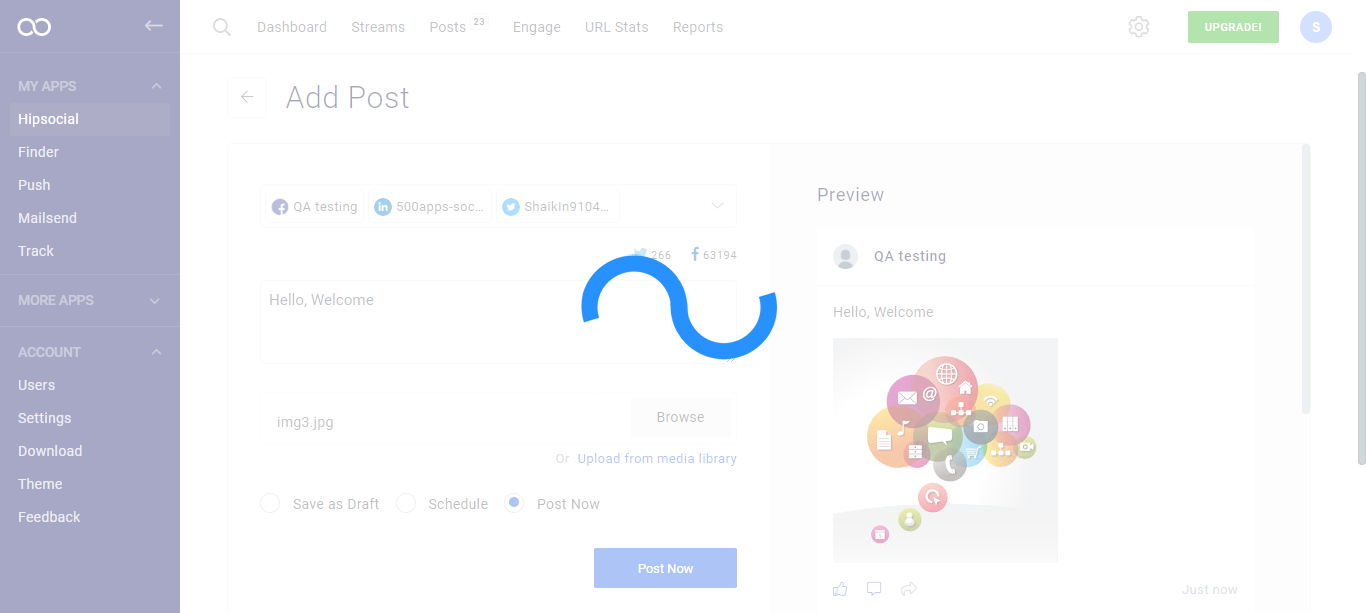 Dashboard Streams Posts 23 Engage URL Stats Reports UPGRADE! S
MY APPS
Hipsocial
Finder
Push
Mailsend
Track
MORE APPS
ACCOUNT
Users
Settings
Download
Theme
Feedback
Add Post
QA testing 500apps-soc... ShaikIn9104...
266 63194
Hello, Welcome
img3.jpg Browse
Or Upload from media library
Save as Draft Schedule Post Now
Post Now
Preview
QA testing
Hello, Welcome
@
Just now